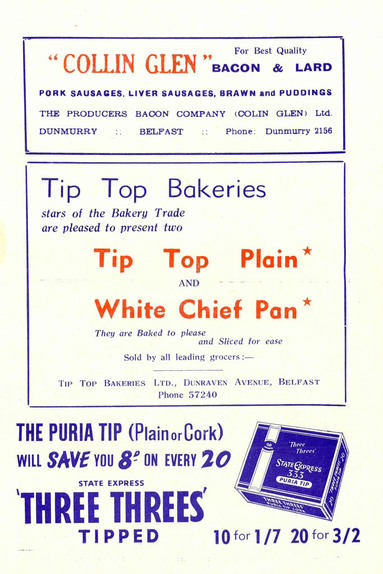 "COLLIN GLEN" For Best Quality
BACON & LARD
PORK SAUSAGES, LIVER SAUSAGES, BRAWN and PUDDINGS
THE PRODUCERS BACON COMPANY (COLIN GLEN) Ltd.
DUNMURRY :: BELFAST :: Phone: Dunmurry 2156
Tip Top Bakeries
stars of the Bakery Trade
are pleased to present two
Tip Top Plain*
AND
White Chief Pan*
They are Baked to please
and Sliced for ease
Sold by all leading grocers:—
TIP TOP BAKERIES LTD., DUNRAVEN AVENUE, BELFAST
Phone 57240
THE PURIA TIP (Plain or Cork)
WILL SAVE YOU 8D ON EVERY 20
STATE EXPRESS
'THREE THREES'
TIPPED
Three
Threes'
STATE EXPRESS
333
PURIA TIP
10 for 1/7 20 for 3/2